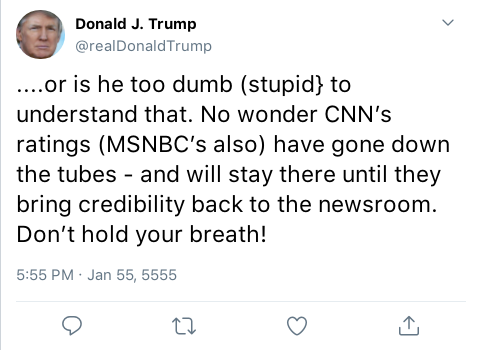 Donald J. Trump
@realDonaldTrump
....or is he too dumb (stupid} to
understand that. No wonder CNN’s
ratings (MSNBC’s also) have gone down
the tubes - and will stay there until they
bring credibility back to the newsroom.
Don’t hold your breath!
5:55 PM · Jan 55, 5555